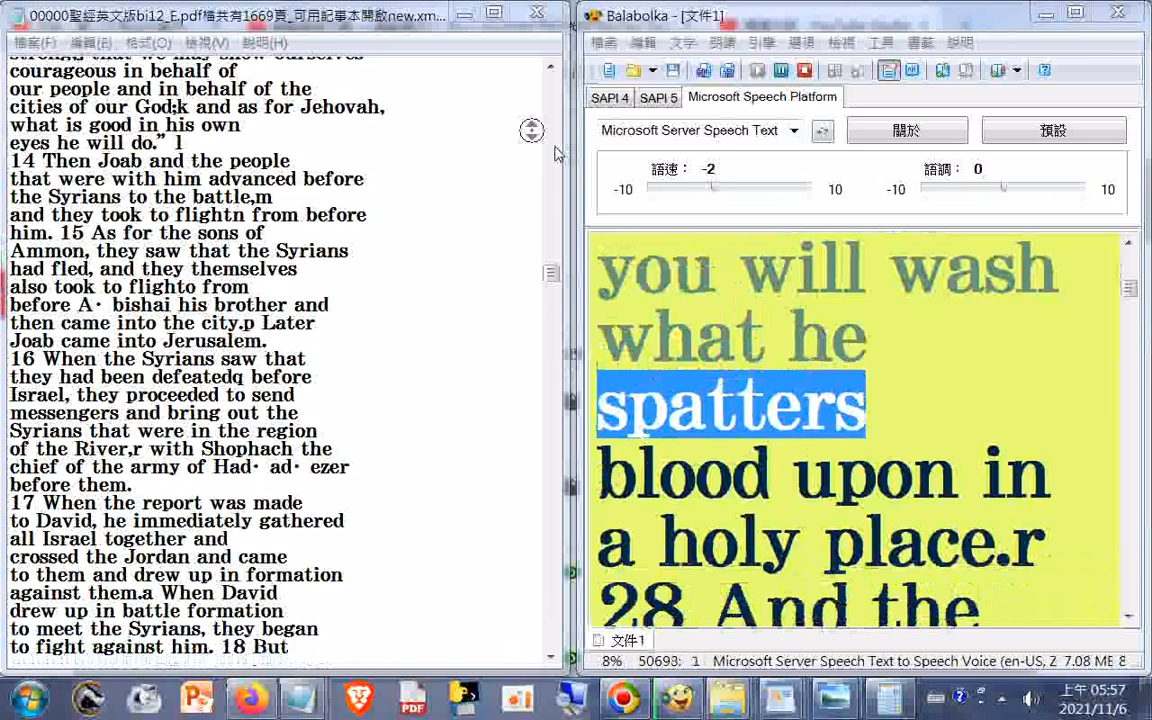 00000聖經英文版bi12_E.pdf檔共有1669頁_可用記事本開啟new.xm...
檔案(F) 編輯(E) 格式(O) 檢視(V) 說明(H)
strong, that we may show ourselves
courageous in behalf of
our people and in behalf of the
cities of our God;k and as for Jehovah,
what is good in his own
eyes he will do.” l
14 Then Joab and the people
that were with him advanced before
the Syrians to the battle,m
and they took to flightn from before
him. 15 As for the sons of
Ammon, they saw that the Syrians
had fled, and they themselves
also took to flighto from
before A· bishai his brother and
then came into the city.p Later
Joab came into Jerusalem.
16 When the Syrians saw that
they had been defeatedq before
Israel, they proceeded to send
messengers and bring out the
Syrians that were in the region
of the River,r with Shophach the
chief of the army of Had· ad· ezer
before them.
17 When the report was made
to David, he immediately gathered
all Israel together and
crossed the Jordan and came
to them and drew up in formation
against them.a When David
drew up in battle formation
to meet the Syrians, they began
to fight against him. 18 But
Balabolka - [文件1]
檔案 編輯 文字 朗讀 引擎 選項 檢視 工具 書籤 說明
SAPI 4 SAPI 5 Microsoft Speech Platform
Microsoft Server Speech Text 關於 預設
語速： -2 語調： 0
-10 10 -10 10
you will wash
what he
spatters
blood upon in
a holy place.r
28 And the
文件1
8% 50693: 1 Microsoft Server Speech Text to Speech Voice (en-US, Z 7.08 MB 8
上午 05:57
2021/11/6